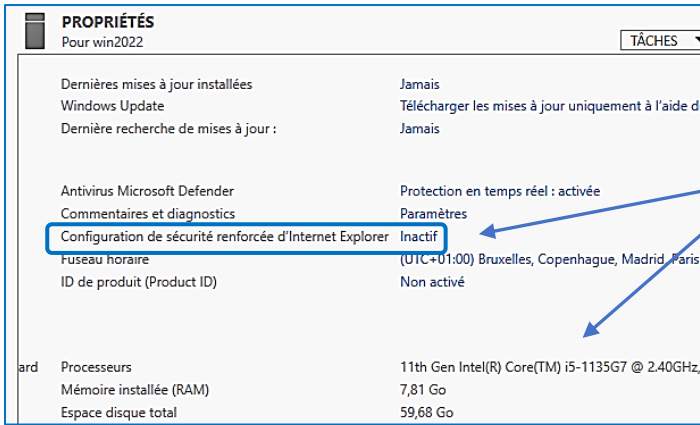 PROPRIÉTÉS
Pour win2022
TÂCHES
Dernières mises à jour installées Jamais
Windows Update Télécharger les mises à jour uniquement à l'aide d
Dernière recherche de mises à jour : Jamais
Antivirus Microsoft Defender Protection en temps réel : activée
Commentaires et diagnostics Paramètres
Configuration de sécurité renforcée d'Internet Explorer Inactif
Fuseau horaire (UTC+01:00) Bruxelles, Copenhague, Madrid, Paris
ID de produit (Product ID) Non activé
ard Processeurs 11th Gen Intel(R) Core(TM) i5-1135G7 @ 2.40GHz,
Mémoire installée (RAM) 7,81 Go
Espace disque total 59,68 Go